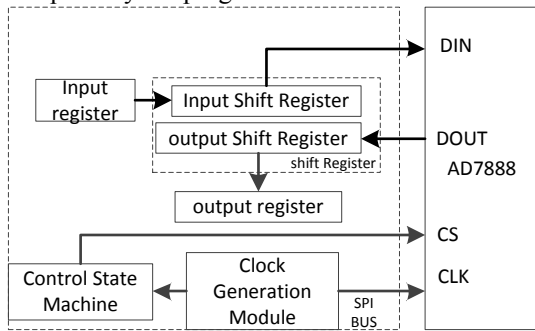 DIN
Input
register
Input Shift Register
output Shift Register
shift Register
DOUT
AD7888
output register
CS
Control State
Machine
Clock
Generation
Module
SPI
BUS
CLK